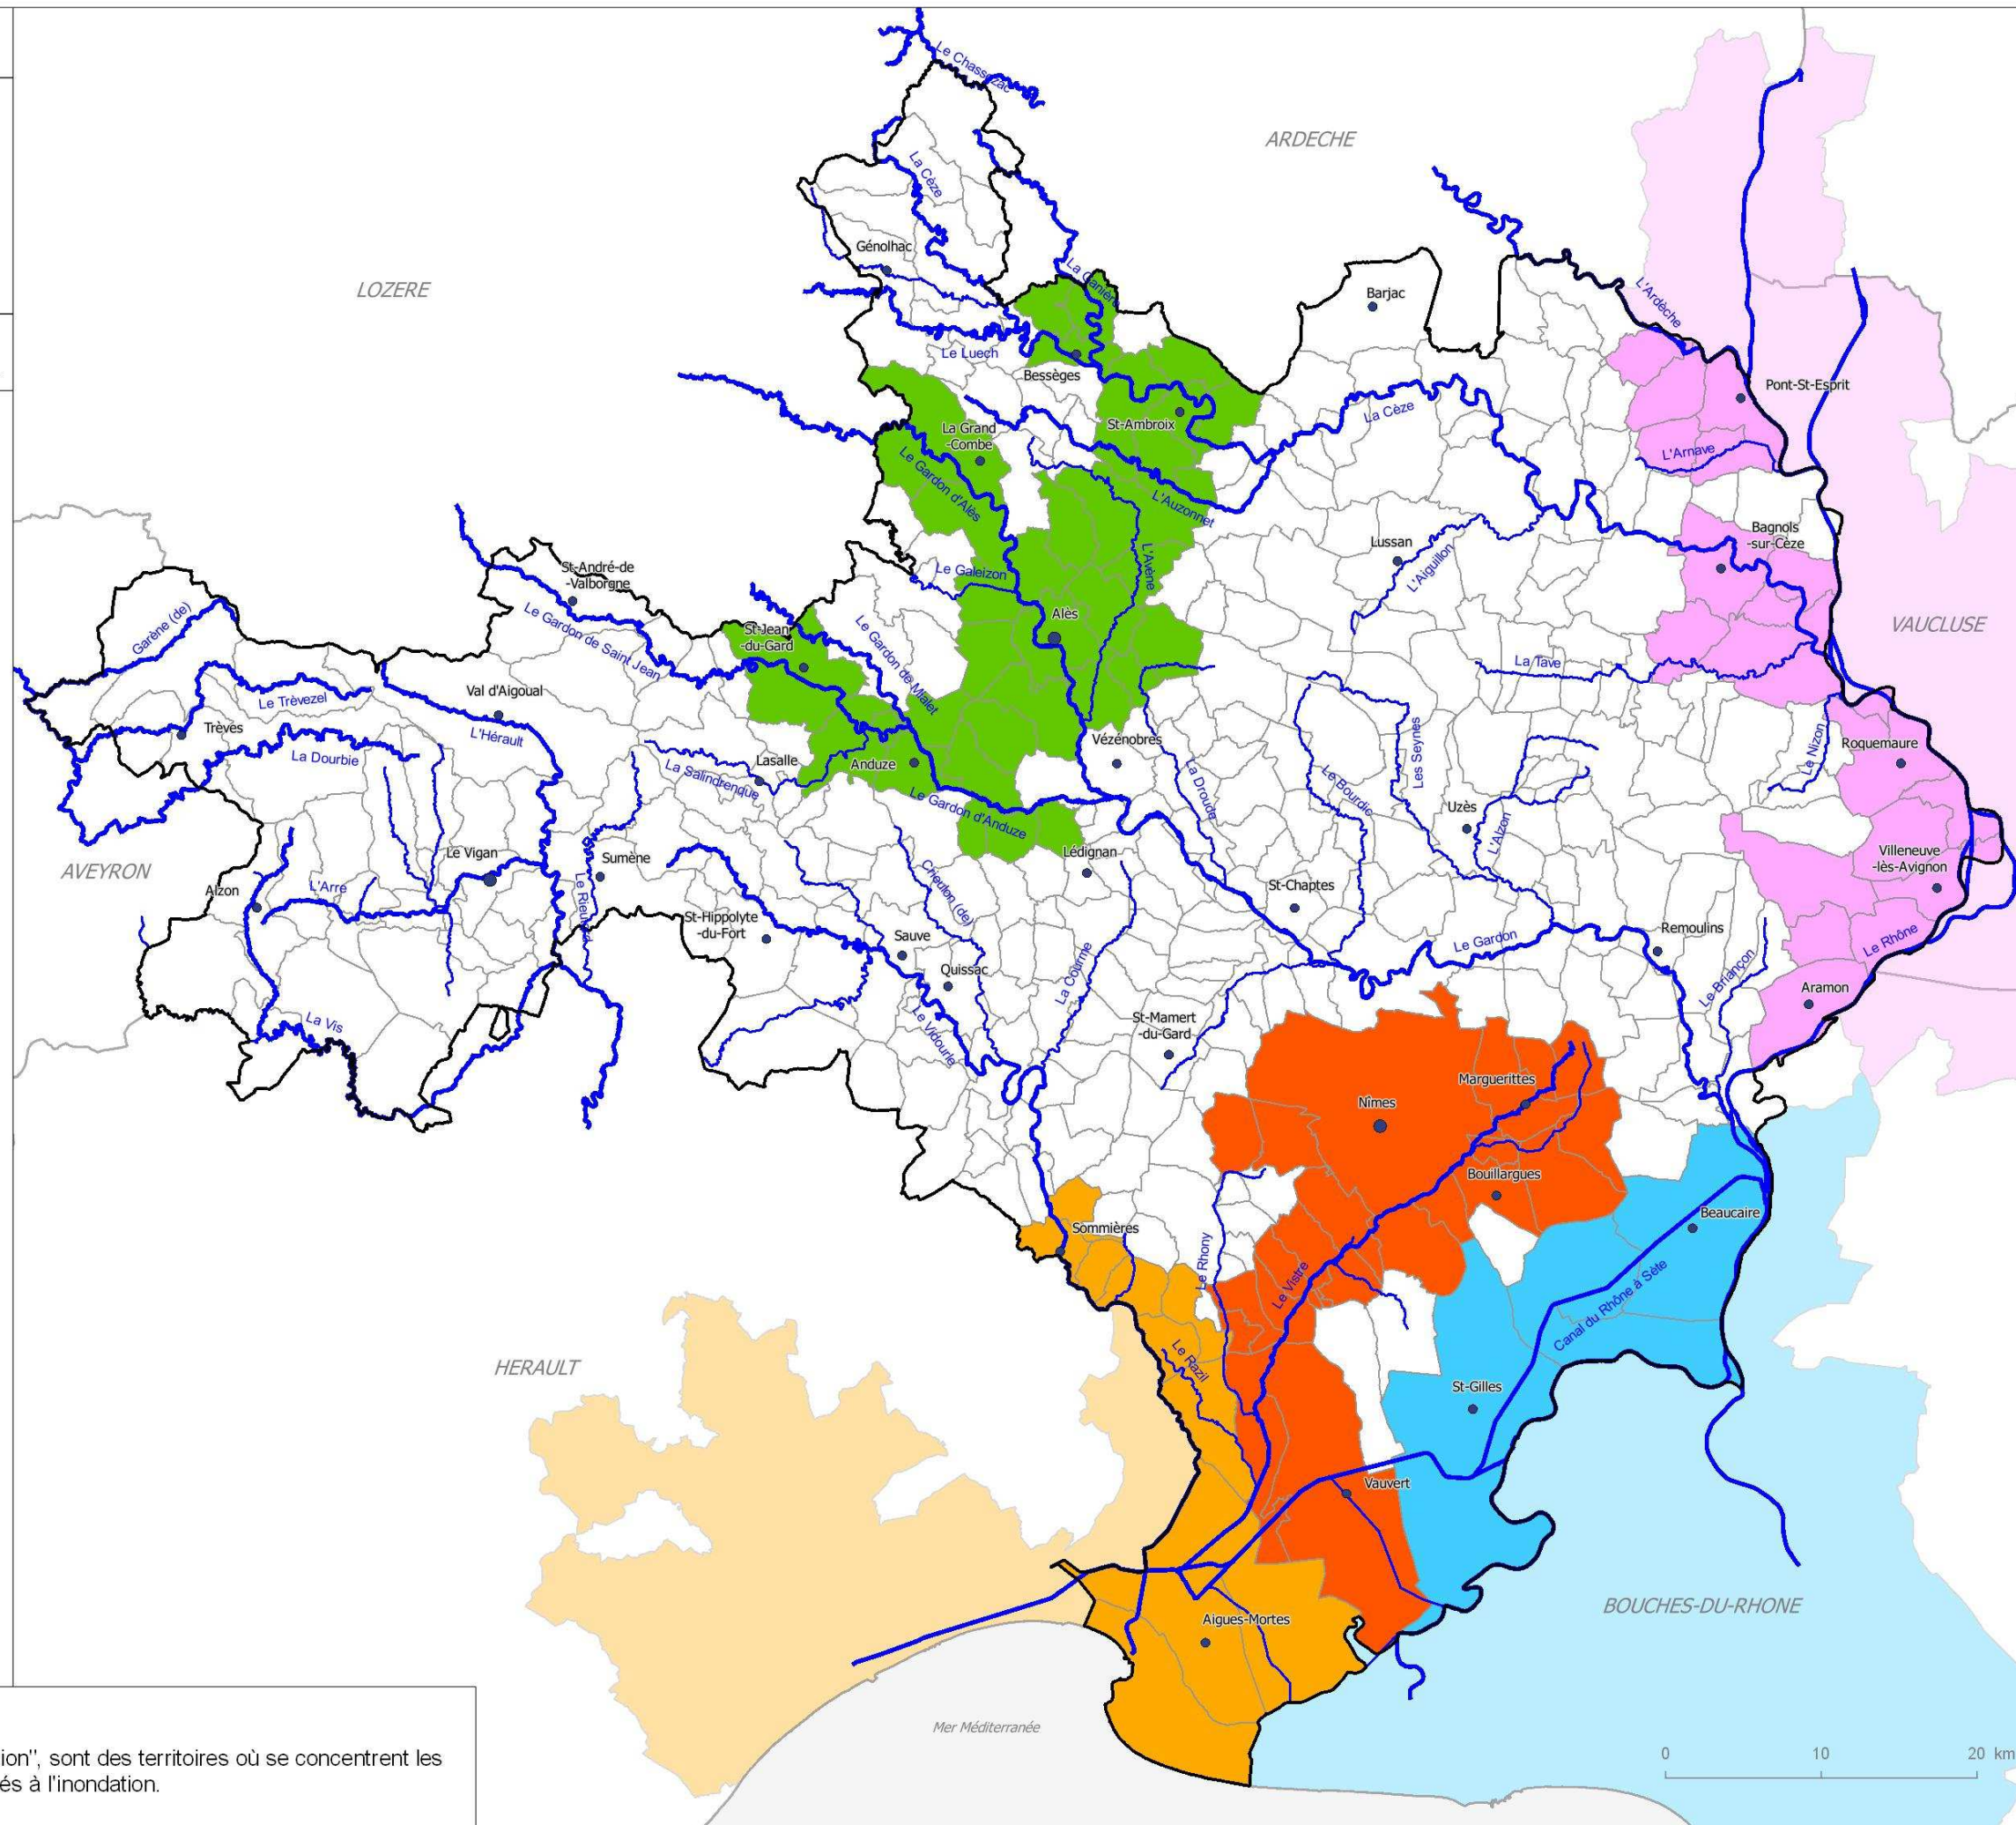 Le Chassezac
ARDECHE
La Cèze
Génolhac
LOZERE
La Ganière
Barjac
L'Ardèche
Le Luech
Bessèges
Pont-St-Esprit
La Cèze
La Grand
-Combe
St-Ambroix
L'Arnave
Le Gardon d'Alès
L'Auzonnet
Bagnols
-sur-Cèze
Lussan
L'Aiguillon
L'Avène
Le Galeizon
St-André-de
-Valborgne
Alès
VAUCLUSE
Garène (de)
Le Gardon de Saint Jean
St-Jean
-du-Gard
Le Gardon de Mialet
La Tave
Le Trèvezel
Val d'Aigoual
Trèves
L'Hérault
Vézénobres
Les Seynes
Le Nizon
Roquemaure
La Dourbie
La Salindrenque
Lasalle
Anduze
La Droude
Le Bourdic
Uzès
L'Alzon
Le Gardon d'Anduze
AVEYRON
Le Vigan
Sumène
Lédignan
Villeneuve
-lès-Avignon
Alzon
L'Arre
Crieulon (de)
St-Chaptes
St-Hippolyte
-du-Fort
Sauve
Remoulins
Le Gardon
Le Rhône
Quissac
La Courme
Le Briançon
Aramon
La Vis
Le Vidourle
St-Mamert
-du-Gard
Marguerittes
Nîmes
Bouillargues
Beaucaire
Sommières
Le Rhony
Le Vistre
Canal du Rhône à Sète
HERAULT
Le Razil
St-Gilles
Vauvert
Aigues-Mortes
BOUCHES-DU-RHONE
Mer Méditerranée
ion", sont des territoires où se concentrent les
és à l'inondation.
0 10 20 km